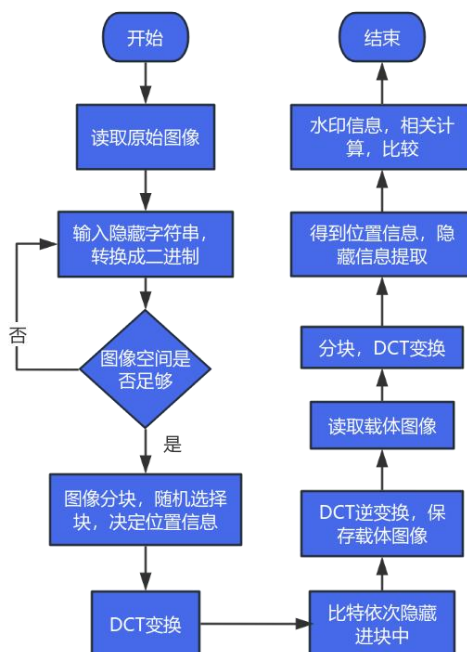 开始
读取原始图像
输入隐藏字符串，
转换成二进制
否
图像空间是
否足够
是
图像分块，随机选择
块，决定位置信息
DCT变换
比特依次隐藏
进块中
DCT逆变换，保
存载体图像
读取载体图像
分块，DCT变换
得到位置信息，隐
藏信息提取
水印信息，相关计
算，比较
结束